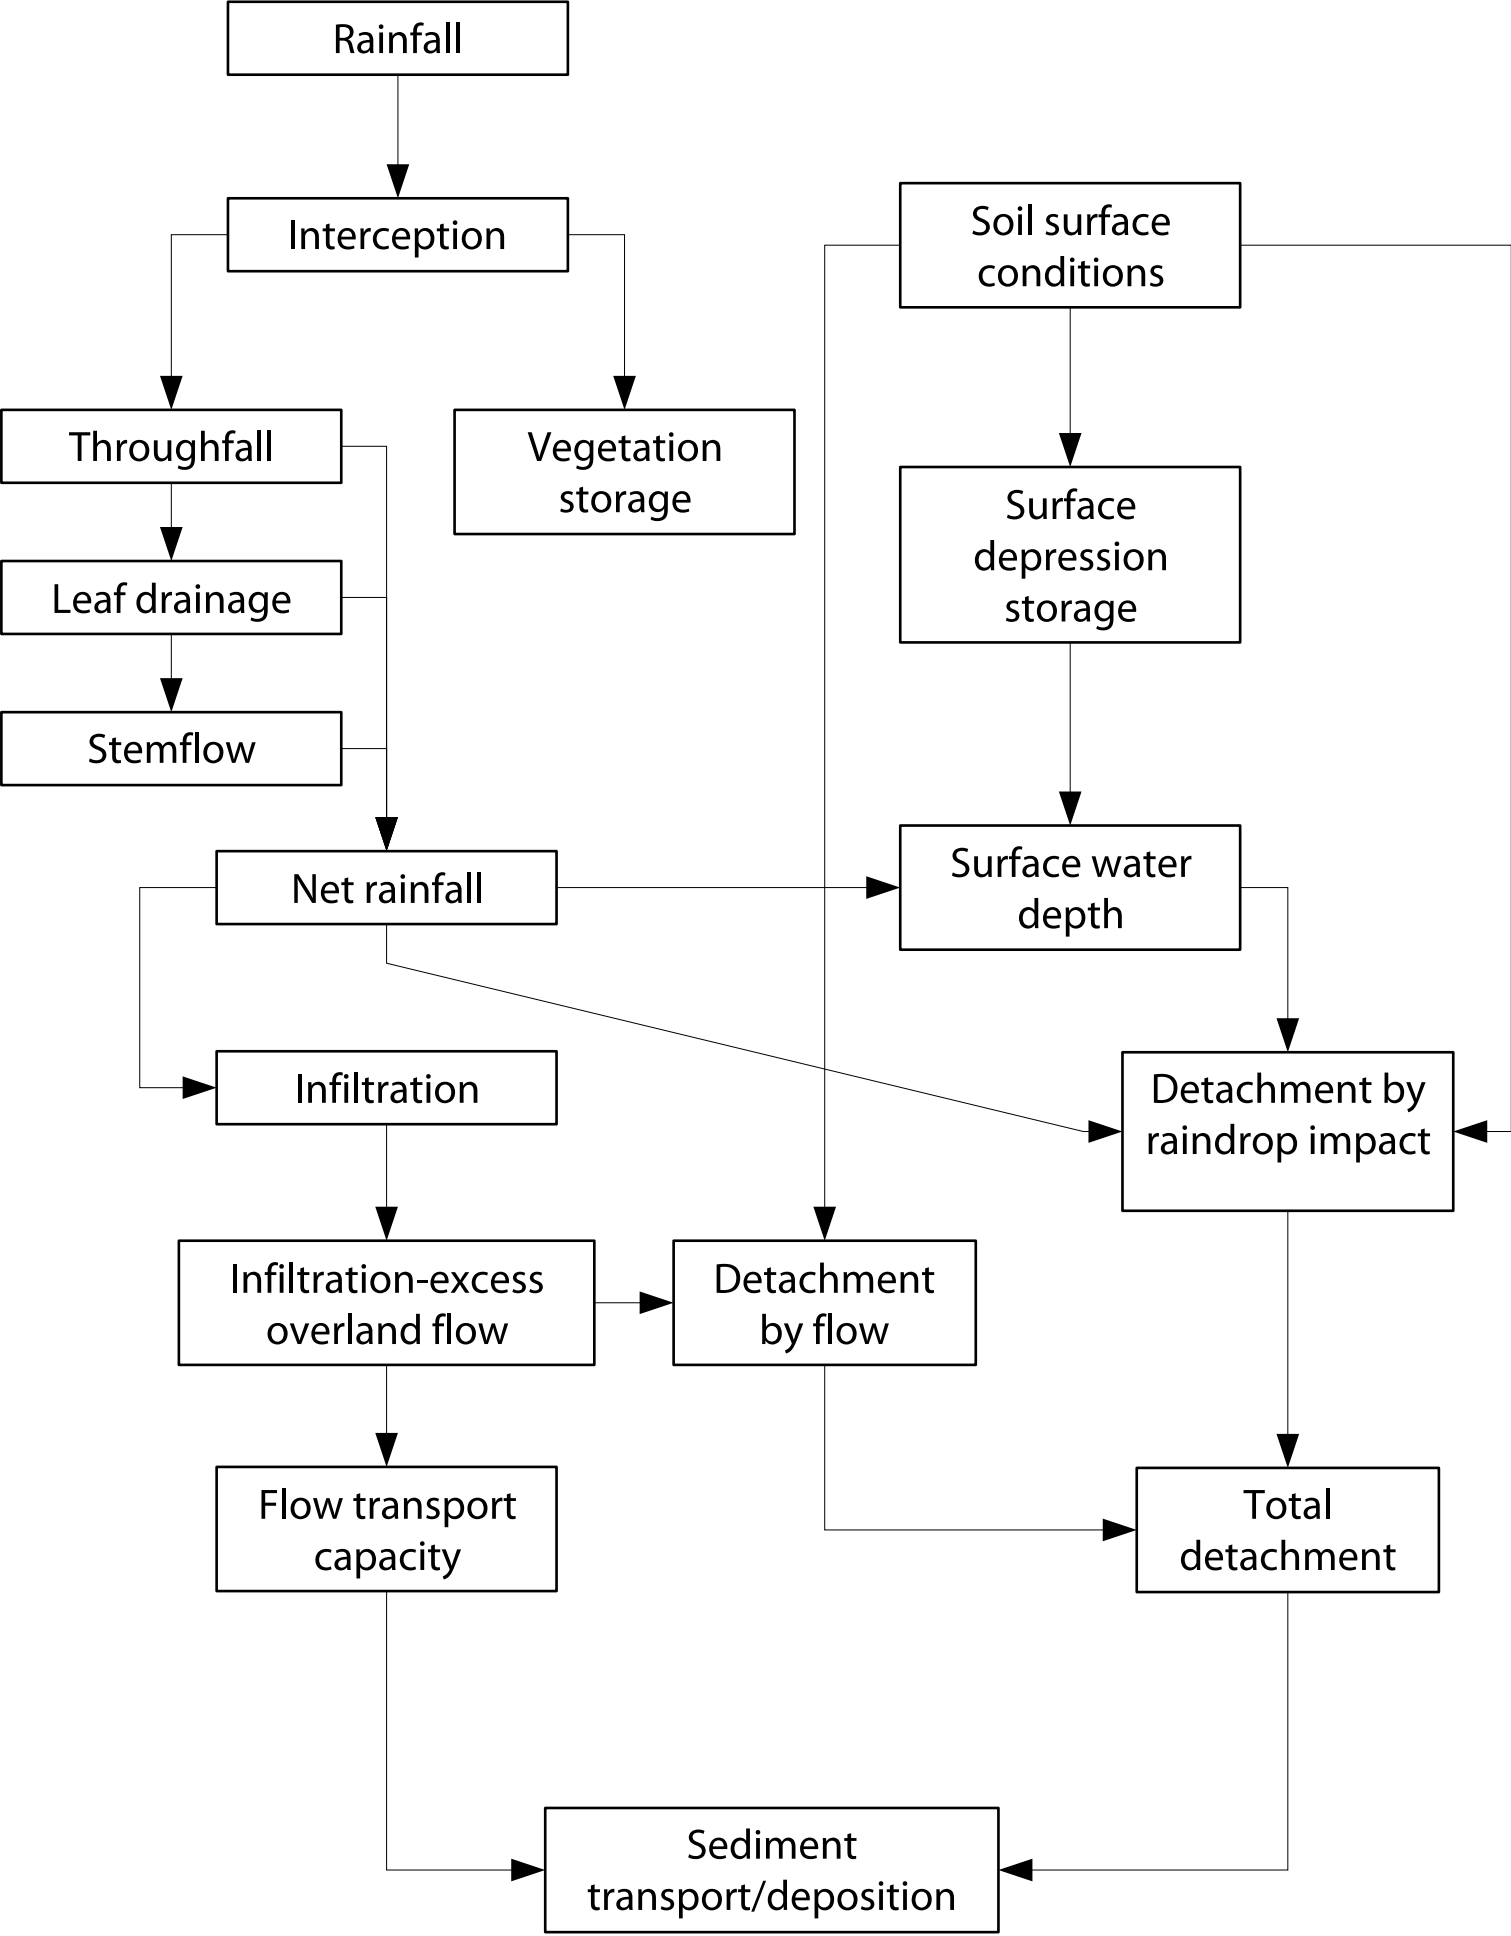 Rainfall
Interception
Soil surface
conditions
Throughfall
Vegetation
storage
Surface
depression
storage
Leaf drainage
Stemflow
Net rainfall
Surface water
depth
Infiltration
Detachment by
raindrop impact
Infiltration-excess
overland flow
Detachment
by flow
Flow transport
capacity
Total
detachment
Sediment
transport/deposition